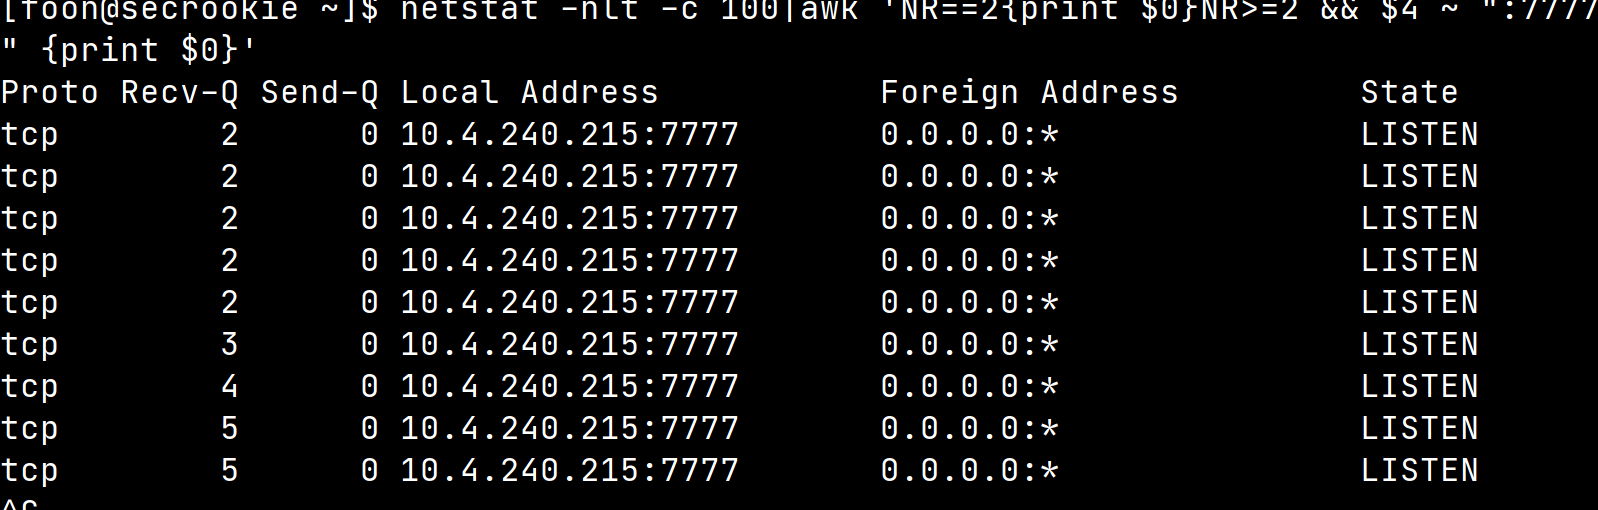 [foon@secrookie ~]$ netstat -nlt -c 100|awk 'NR==2{print $0}NR>=2 && $4 ~ ":7777
" {print $0}'
Proto Recv-Q Send-Q Local Address           Foreign Address         State
tcp        2      0 10.4.240.215:7777       0.0.0.0:*               LISTEN
tcp        2      0 10.4.240.215:7777       0.0.0.0:*               LISTEN
tcp        2      0 10.4.240.215:7777       0.0.0.0:*               LISTEN
tcp        2      0 10.4.240.215:7777       0.0.0.0:*               LISTEN
tcp        2      0 10.4.240.215:7777       0.0.0.0:*               LISTEN
tcp        3      0 10.4.240.215:7777       0.0.0.0:*               LISTEN
tcp        4      0 10.4.240.215:7777       0.0.0.0:*               LISTEN
tcp        5      0 10.4.240.215:7777       0.0.0.0:*               LISTEN
tcp        5      0 10.4.240.215:7777       0.0.0.0:*               LISTEN
^C